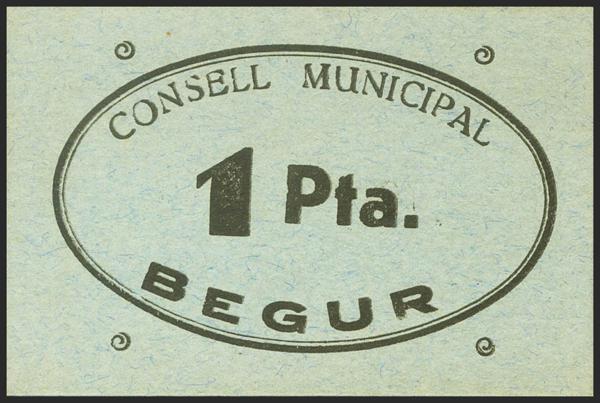 CONSELL MUNICIPAL
1 Pta.
BEGUR